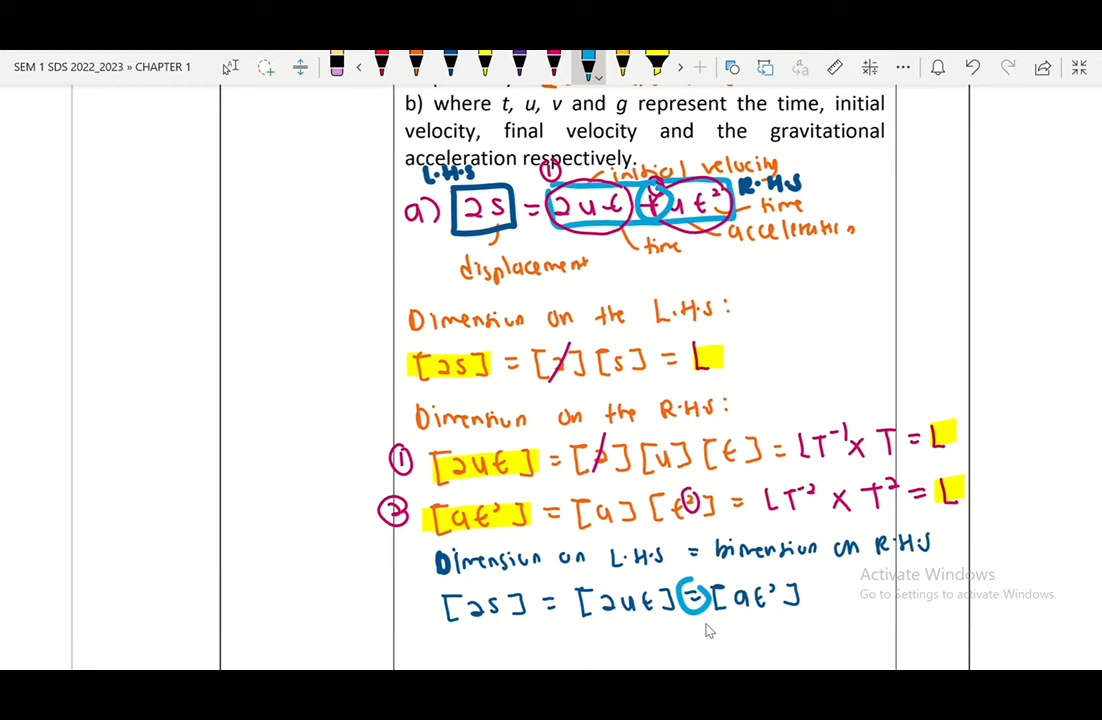 SEM 1 SDS 2022_2023 » CHAPTER 1
b) where t, u, v and g represent the time, initial
velocity, final velocity and the gravitational
acceleration respectively.
L.H.S ① initial velocity R.H.S
a) 2s = 2ut + at² time
time acceleration
displacement
Dimension on the L.H.S :
[2s] = [2][s] = L
Dimension on the R.H.S :
① [2ut] = [2][u][t] = LT⁻¹ x T = L
② [at²] = [a][t²] = LT⁻² x T² = L
Dimension on L.H.S = Dimension on R.H.S
[2s] = [2ut] = [at²]
Activate Windows
Go to Settings to activate Windows.